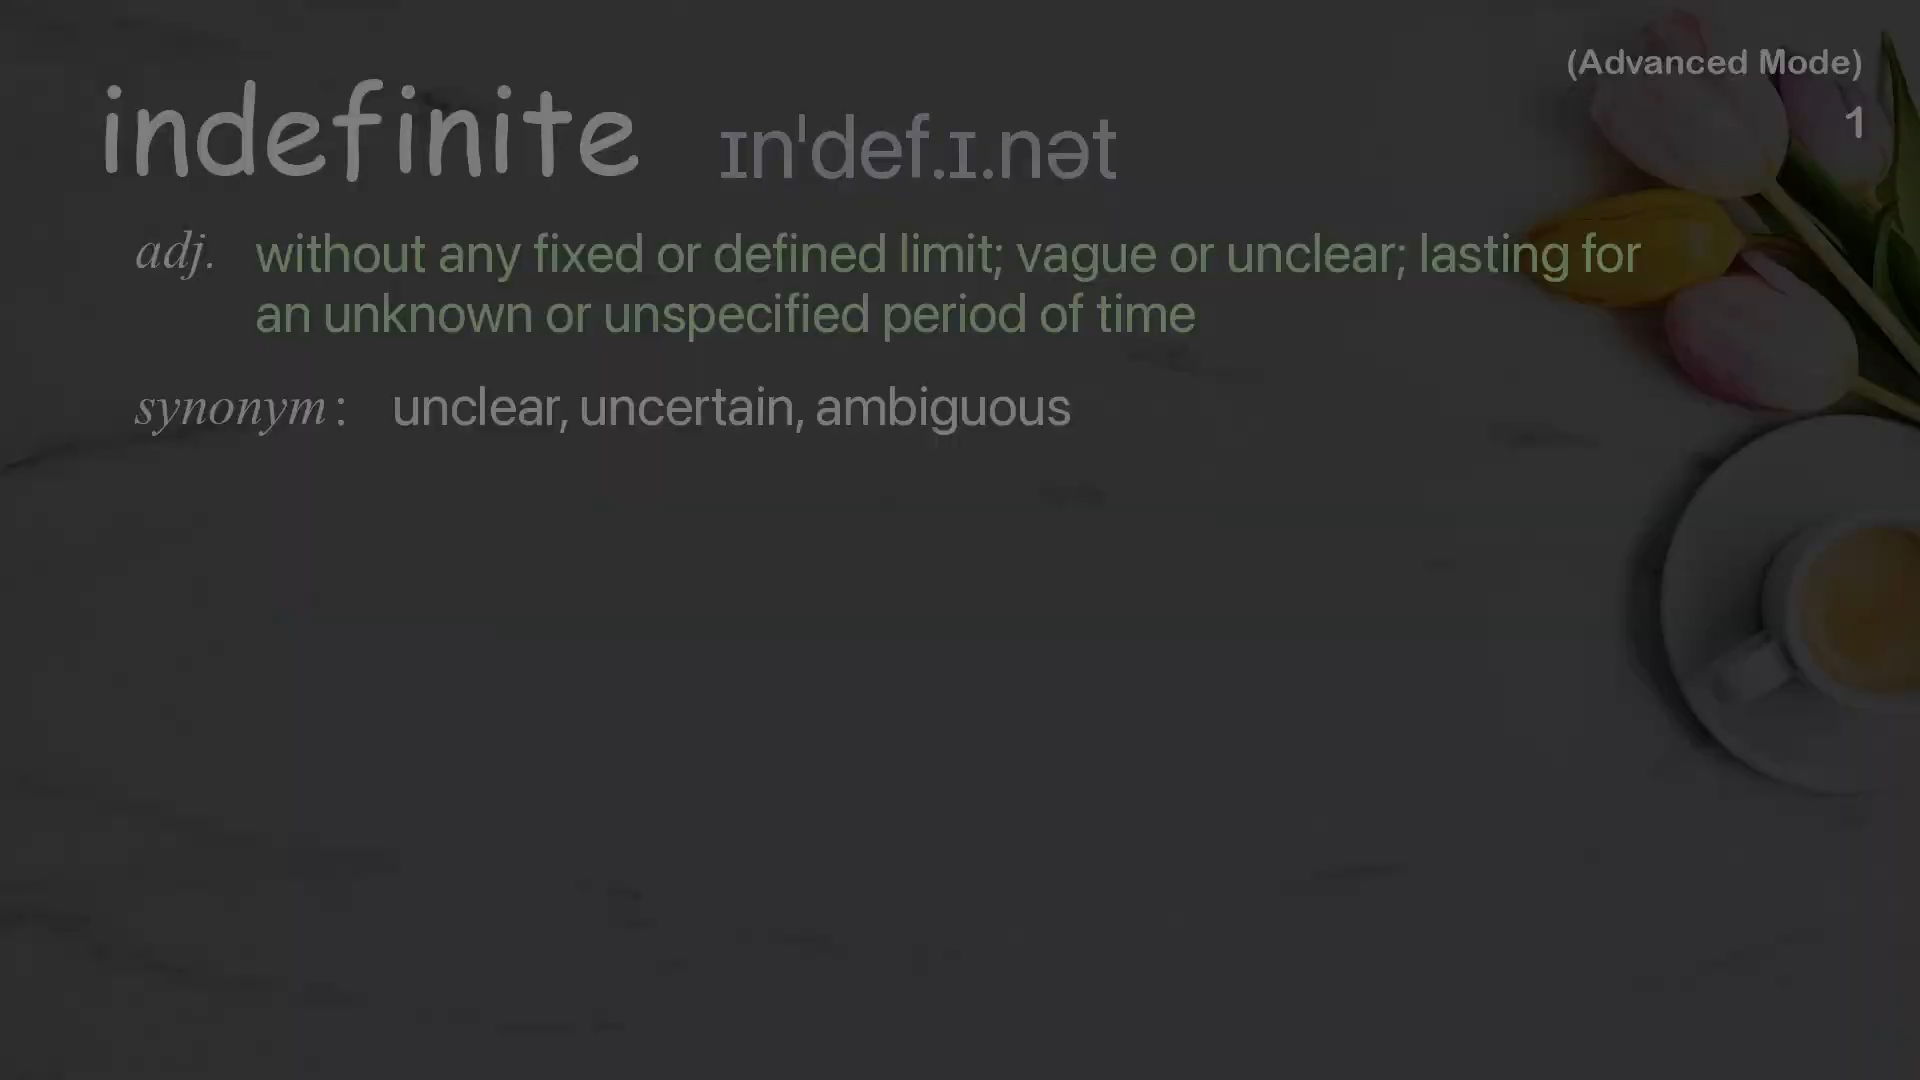 (Advanced Mode)
1
indefinite ɪnˈdef.ɪ.nət
adj. without any fixed or defined limit; vague or unclear; lasting for
an unknown or unspecified period of time
synonym : unclear, uncertain, ambiguous